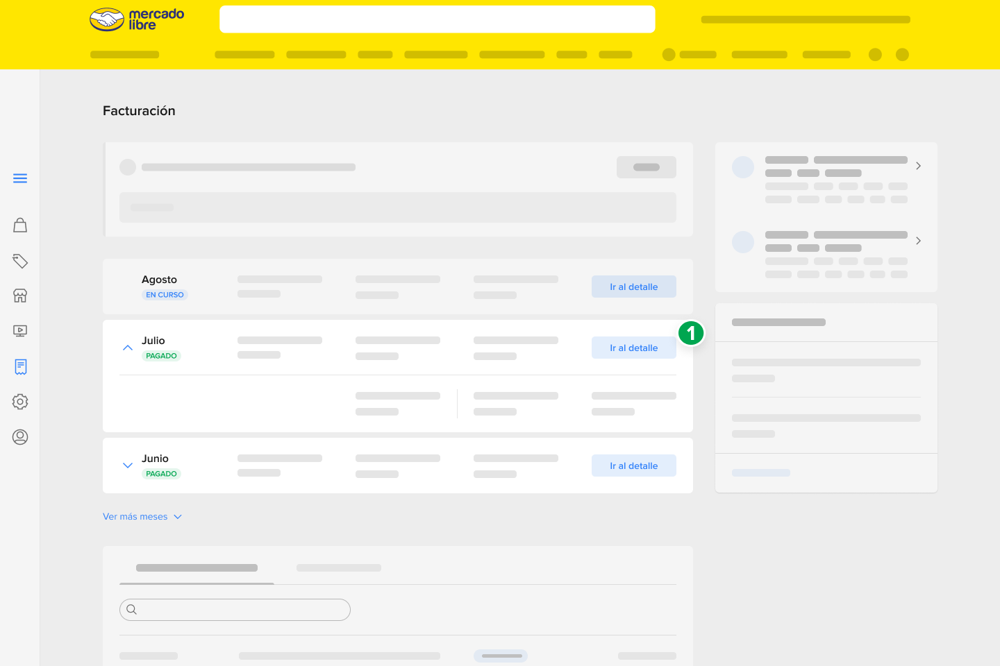 mercado
libre
Facturación
Agosto
EN CURSO
Ir al detalle
Julio
PAGADO
Ir al detalle
1
Junio
PAGADO
Ir al detalle
Ver más meses